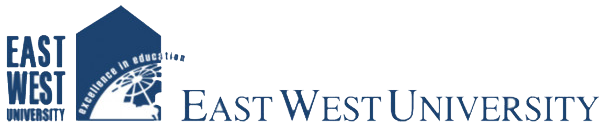 EAST
WEST
UNIVERSITY
excellence in education
EAST WEST UNIVERSITY